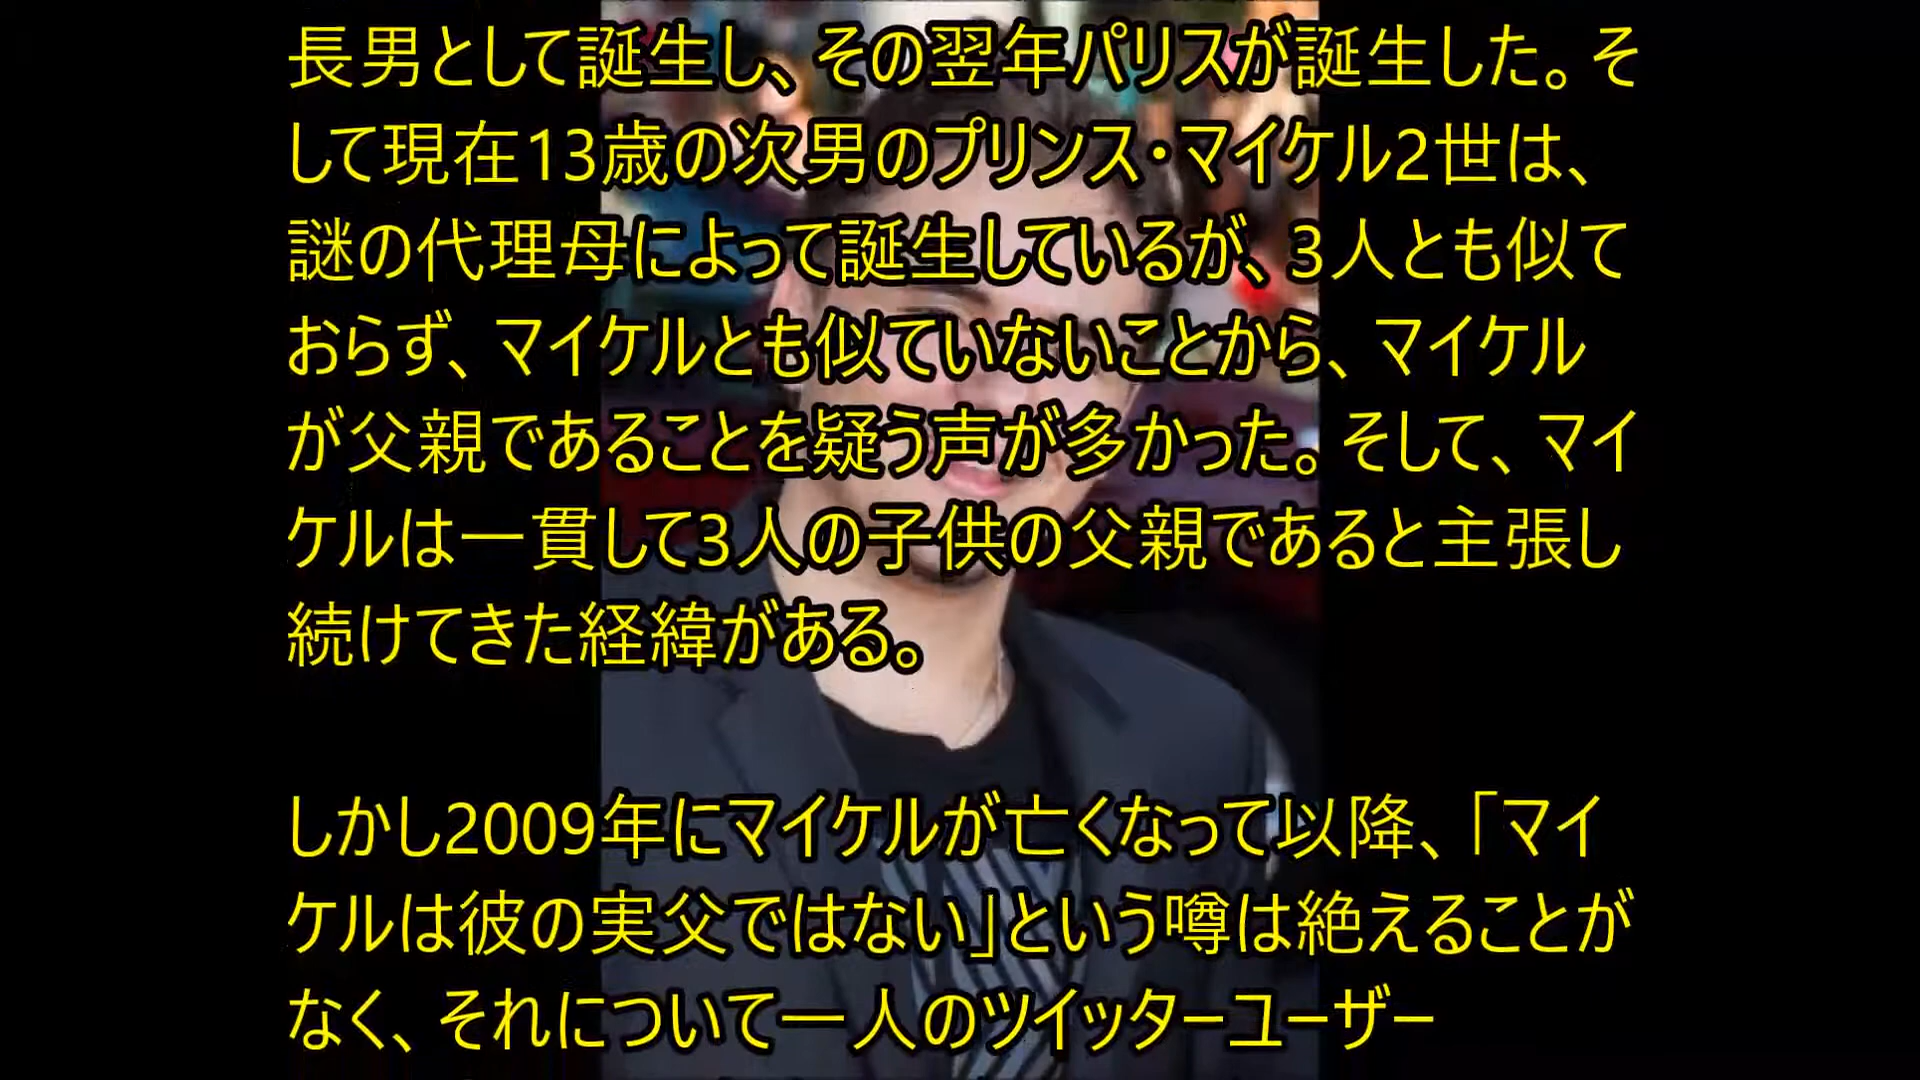 長男として誕生し、その翌年パリスが誕生した。そ
して現在13歳の次男のプリンス・マイケル2世は、
謎の代理母によって誕生しているが、3人とも似て
おらず、マイケルとも似ていないことから、マイケル
が父親であることを疑う声が多かった。そして、マイ
ケルは一貫して3人の子供の父親であると主張し
続けてきた経緯がある。
しかし2009年にマイケルが亡くなって以降、「マイ
ケルは彼の実父ではない」という噂は絶えることが
なく、それについて一人のツイッターユーザー